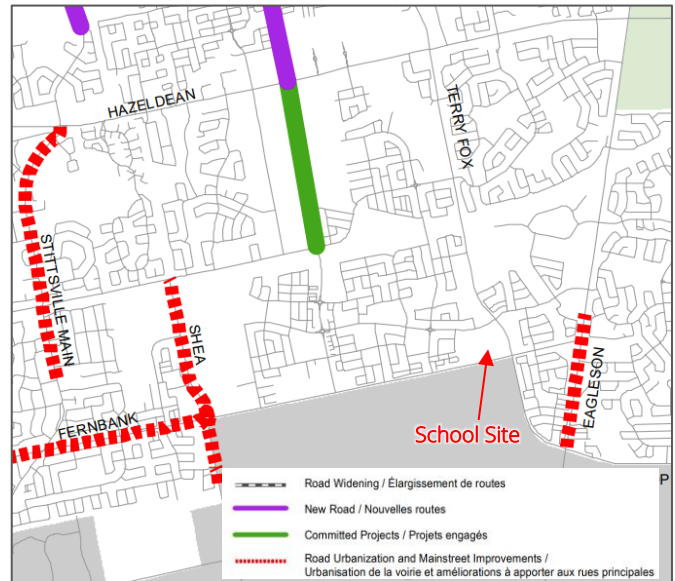 HAZELDEAN
TERRY FOX
STITTSVILLE MAIN
SHEA
EAGLESON
FERNBANK
School Site
P
Road Widening / Élargissement de routes
New Road / Nouvelles routes
Committed Projects / Projets engagés
Road Urbanization and Mainstreet Improvements /
Urbanisation de la voirie et améliorations à apporter aux rues principales